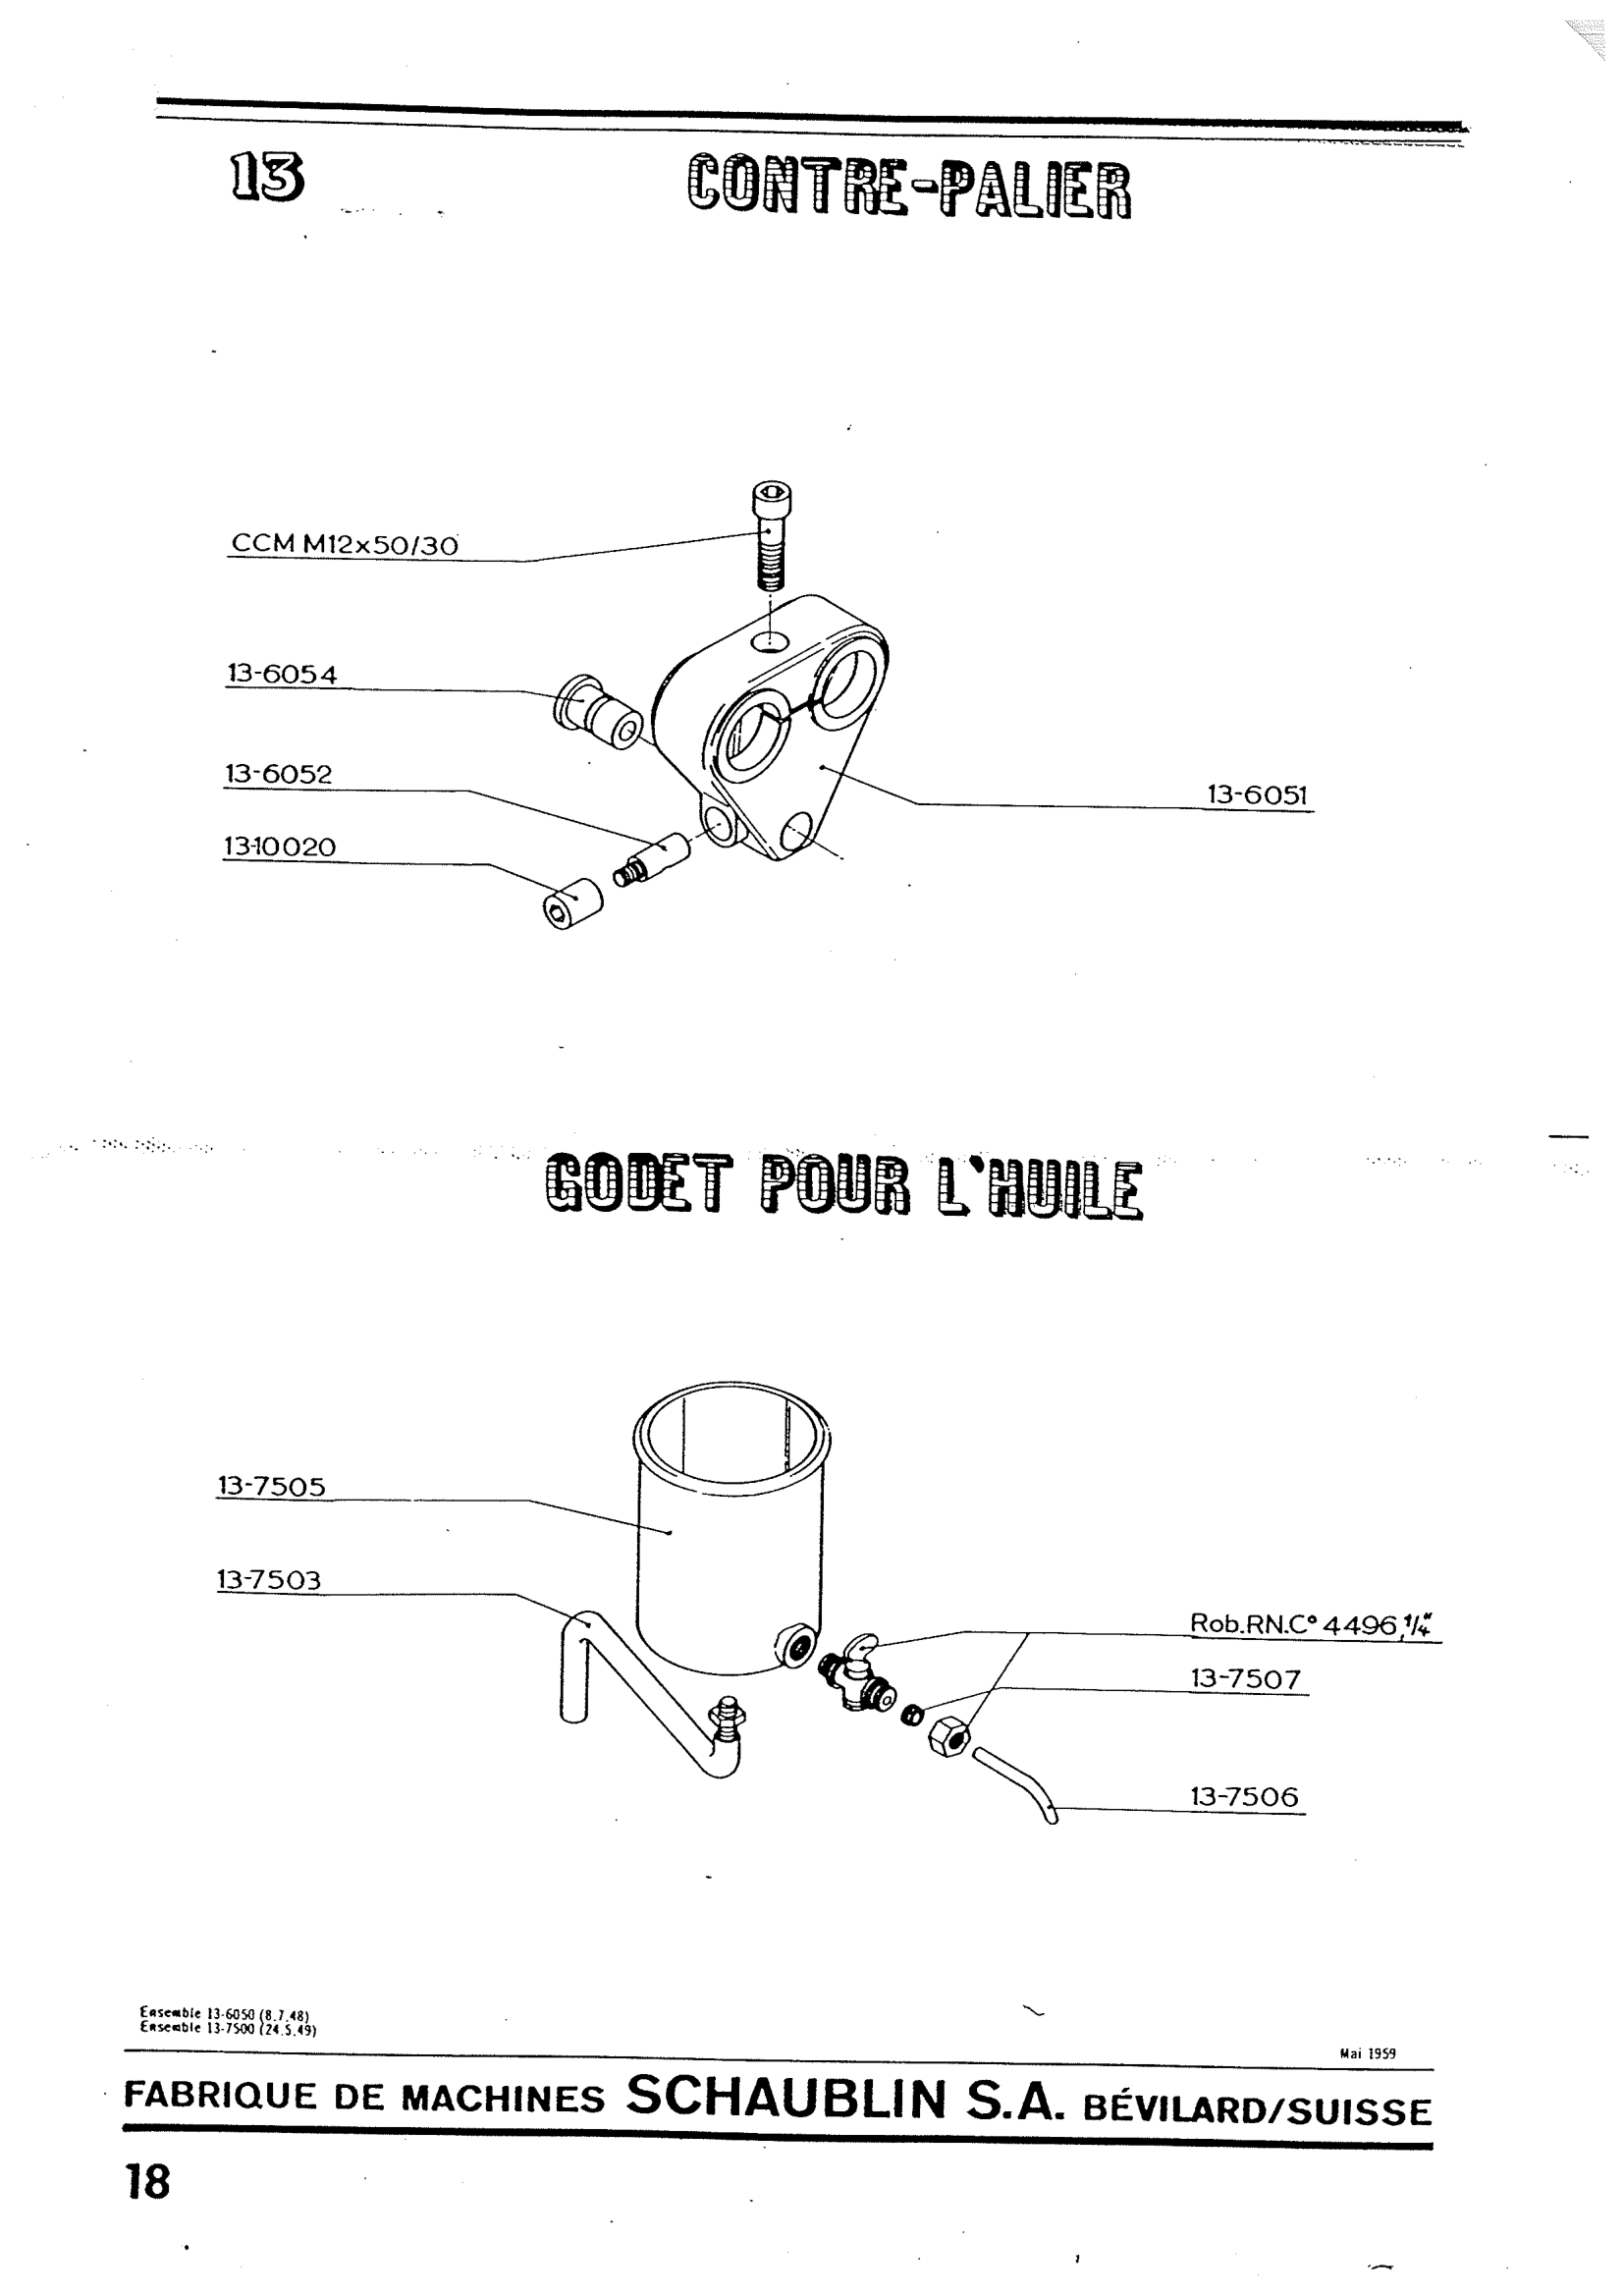 13
CONTRE-PALIER
CCM M12x50/30
13-6054
13-6052
13-6051
13-10020
GODET POUR L'HUILE
13-7505
13-7503
Rob.RN.C° 4496,1/4"
13-7507
13-7506
Ensemble 13-6050 (8.7.48)
Ensemble 13-7500 (24.5.49)
Mai 1959
FABRIQUE DE MACHINES SCHAUBLIN S.A. BÉVILARD/SUISSE
18